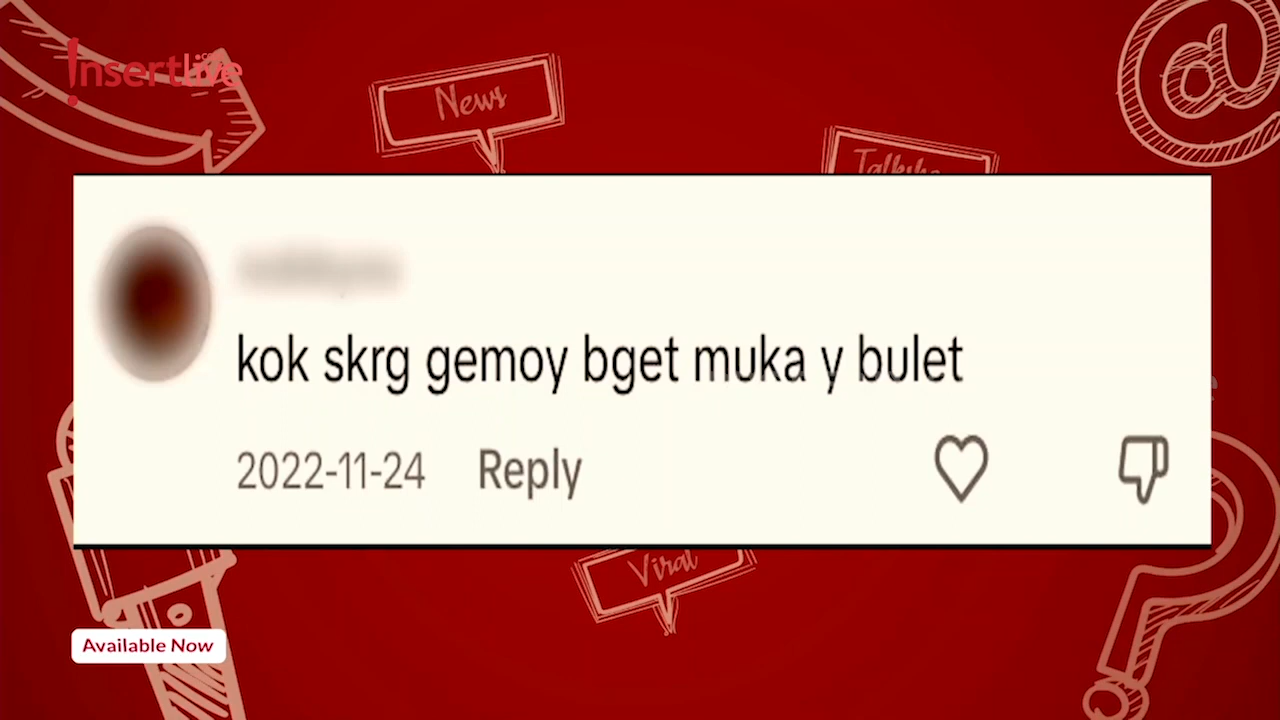 Insertlive
News
kok skrg gemoy bget muka y bulet
2022-11-24 Reply
Viral
Available Now